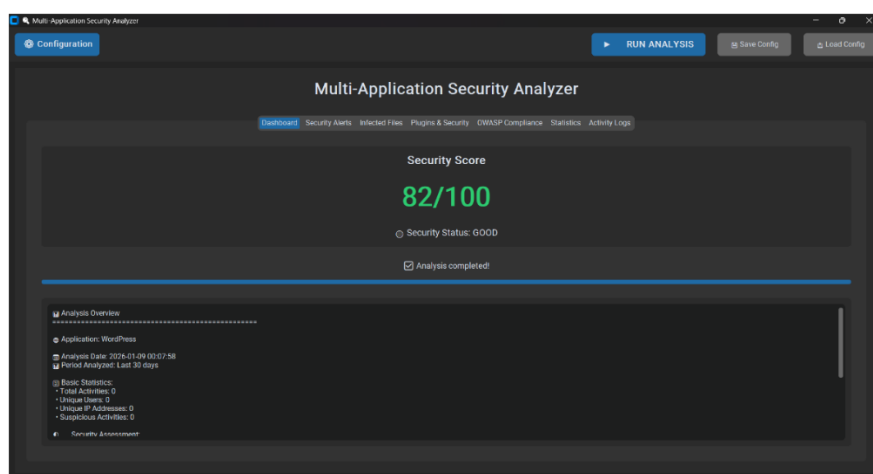 Multi-Application Security Analyzer
Configuration
RUN ANALYSIS
Save Config
Load Config
Multi-Application Security Analyzer
Dashboard Security Alerts Infected Files Plugins & Security OWASP Compliance Statistics Activity Logs
Security Score
82/100
Security Status: GOOD
Analysis completed!
Analysis Overview
==================================================
Application: WordPress
Analysis Date: 2026-01-09 00:07:58
Period Analyzed: Last 30 days
Basic Statistics:
• Total Activities: 0
• Unique Users: 0
• Unique IP Addresses: 0
• Suspicious Activities: 0
Security Assessment: